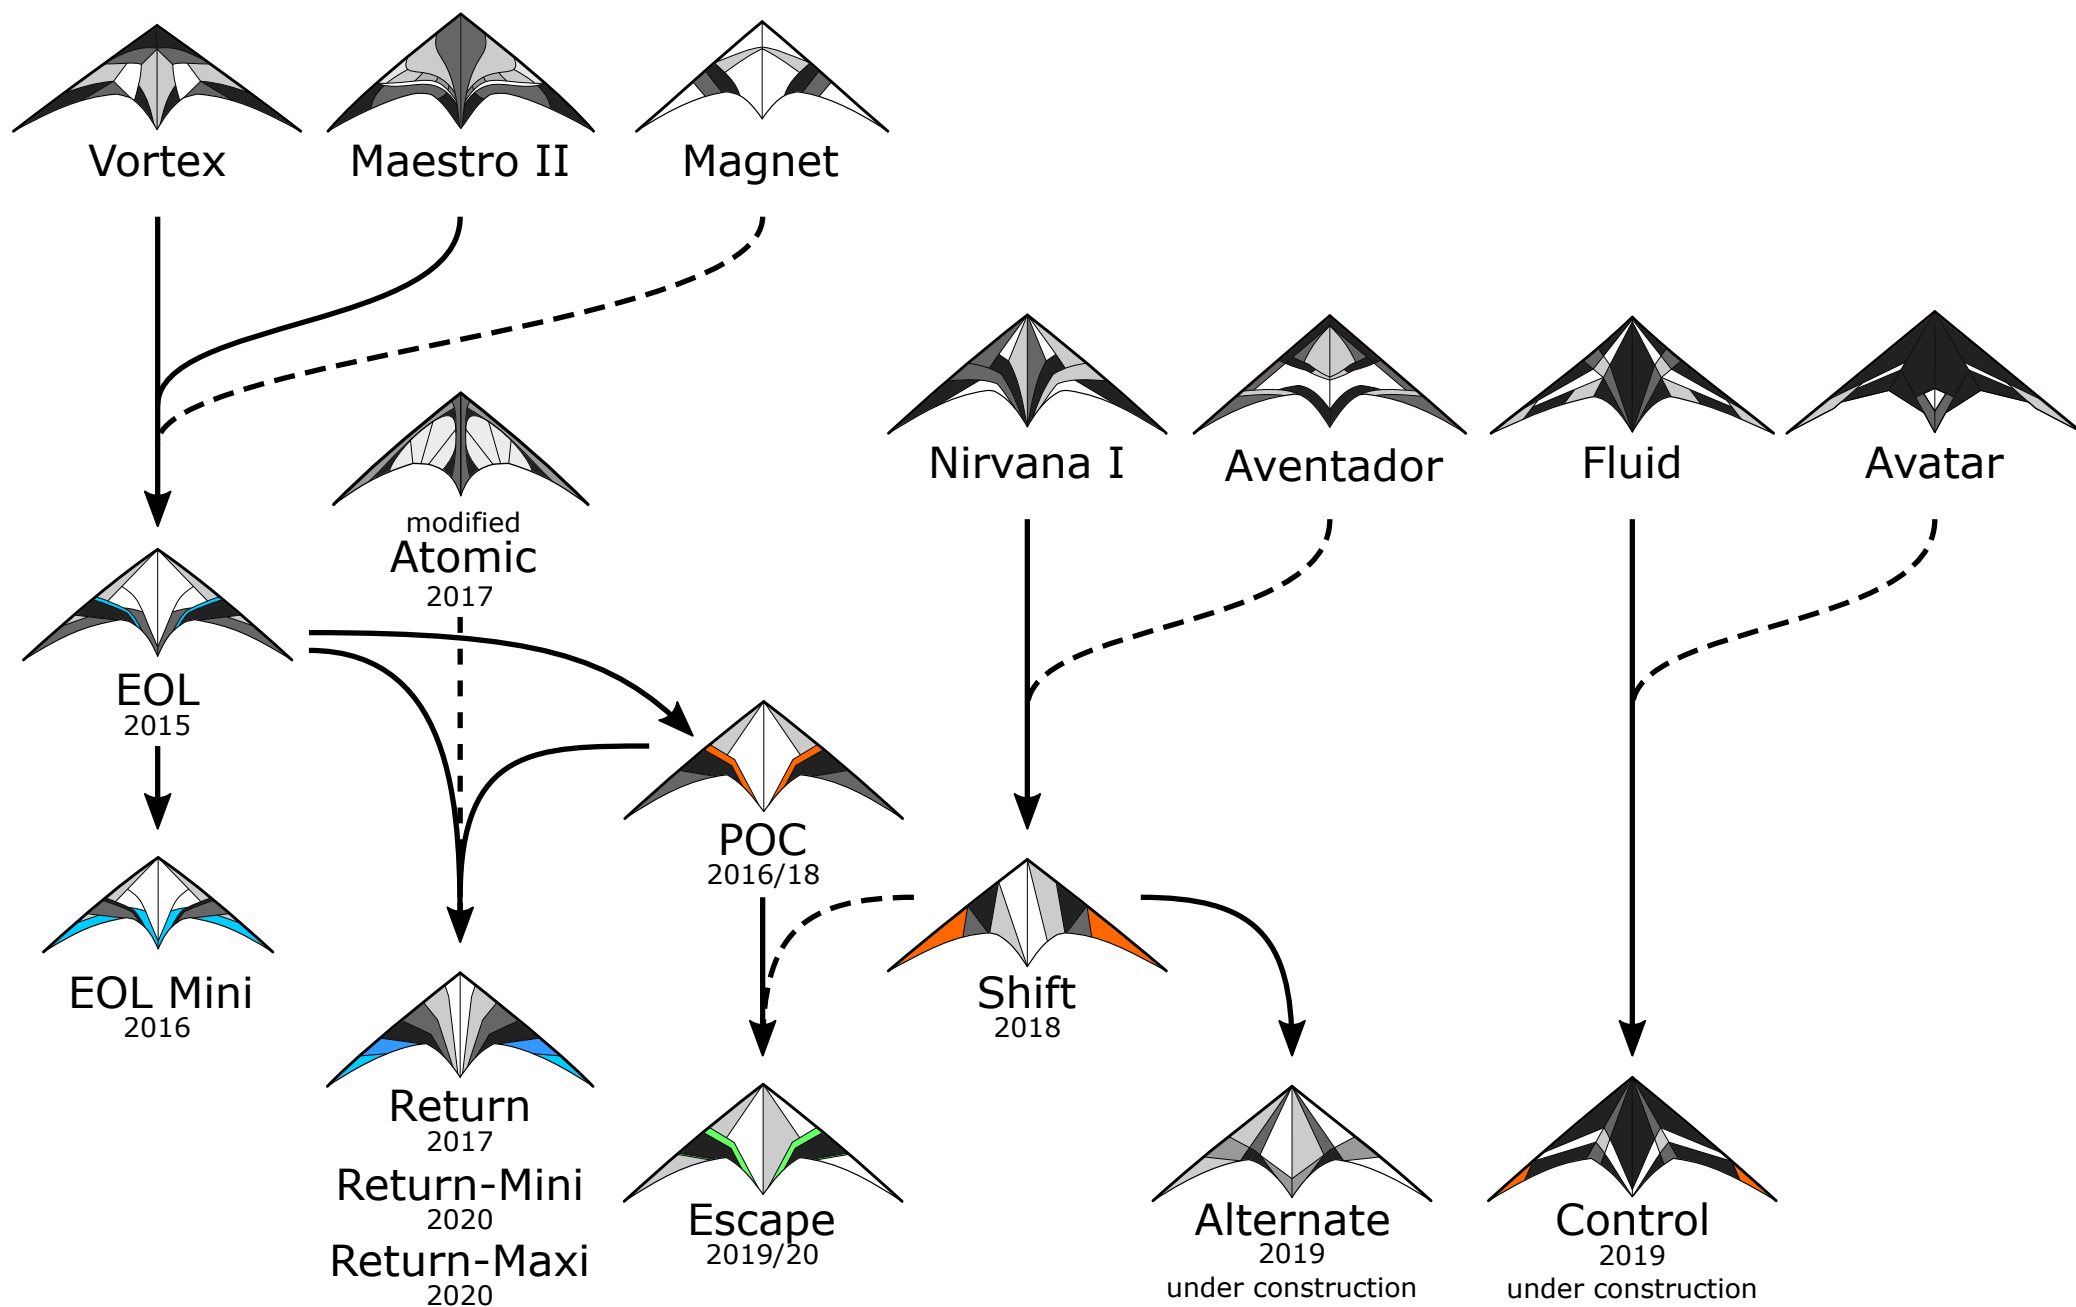 Vortex
Maestro II
Magnet
Nirvana I
Aventador
Fluid
Avatar
modified
Atomic
2017
EOL
2015
POC
2016/18
EOL Mini
2016
Shift
2018
Return
2017
Return-Mini
2020
Return-Maxi
2020
Escape
2019/20
Alternate
2019
under construction
Control
2019
under construction